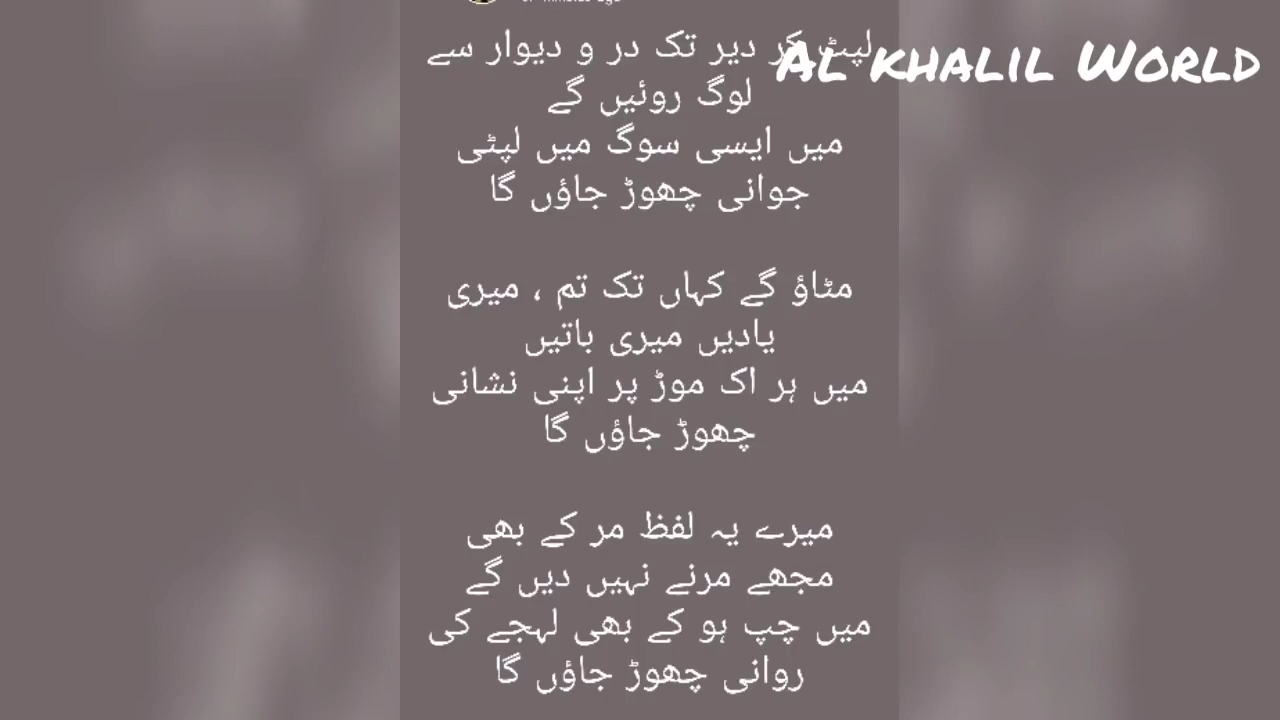 AL KHALIL WORLD
لپٹ کر دیر تک در و دیوار سے
لوگ روئیں گے
میں ایسی سوگ میں لپٹی
جوانی چھوڑ جاؤں گا
مٹاؤ گے کہاں تک تم ، میری
یادیں میری باتیں
میں ہر اک موڑ پر اپنی نشانی
چھوڑ جاؤں گا
میرے یہ لفظ مر کے بھی
مجھے مرنے نہیں دیں گے
میں چپ ہو کے بھی لہجے کی
روانی چھوڑ جاؤں گا